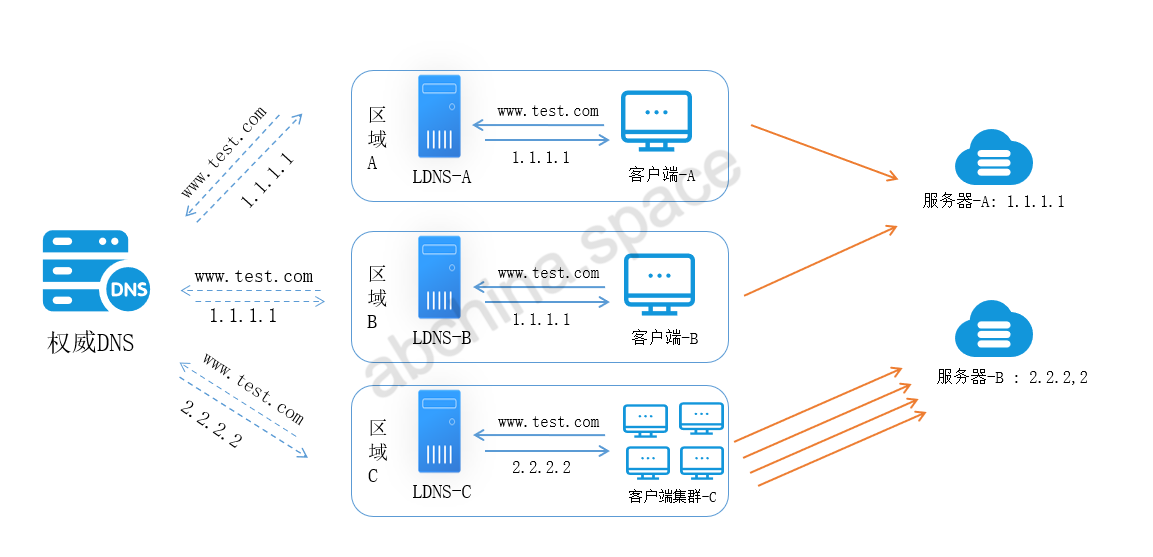 www.test.com
1.1.1.1
DNS
权威DNS
www.test.com
1.1.1.1
www.test.com
2.2.2.2
区
域
A
LDNS-A
www.test.com
1.1.1.1
客户端-A
区
域
B
LDNS-B
www.test.com
1.1.1.1
客户端-B
区
域
C
LDNS-C
www.test.com
2.2.2.2
客户端集群-C
服务器-A: 1.1.1.1
服务器-B : 2.2.2,2
abchina.space